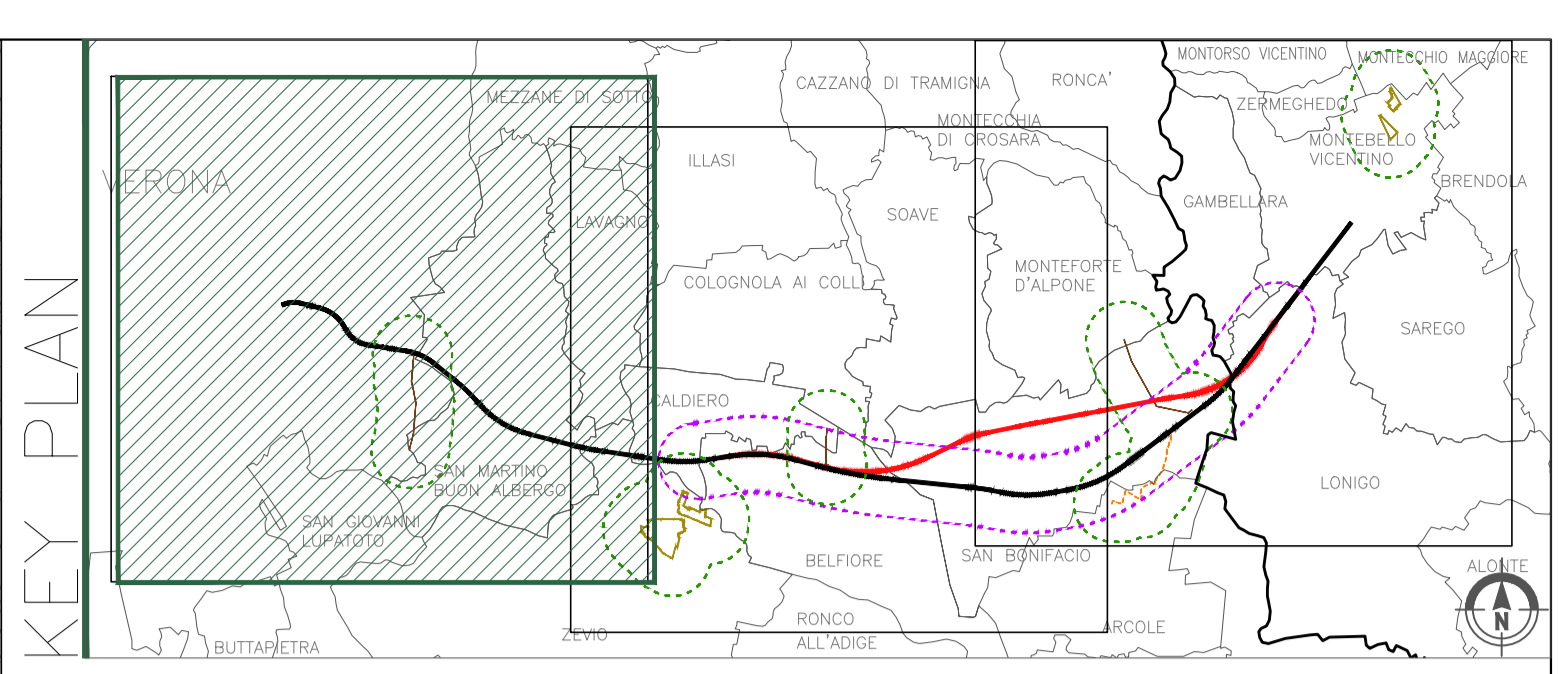 KEY PLAN
MONTORSO VICENTINO
MONTECCHIO MAGGIORE
CAZZANO DI TRAMIGNA
RONCA'
MEZZANE DI SOTTO
ZERMEGHEDO
MONTECCHIA
DI CROSARA
MONTEBELLO
VICENTINO
ILLASI
VERONA
BRENDOLA
GAMBELLARA
SOAVE
LAVAGNO
MONTEFORTE
D'ALPONE
COLOGNOLA AI COLLI
SAREGO
CALDIERO
SAN MARTINO
BUON ALBERGO
LONIGO
SAN GIOVANNI
LUPATOTO
BELFIORE
SAN BONIFACIO
ALONTE
RONCO
ALL'ADIGE
ZEVIO
ARCOLE
BUTTAPIETRA
N